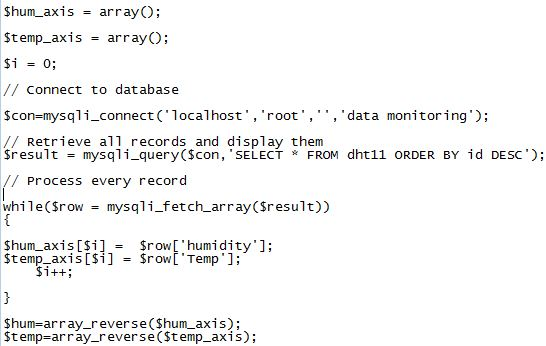 $hum_axis = array();
$temp_axis = array();
$i = 0;
// Connect to database
$con=mysqli_connect('localhost','root','','data monitoring');
// Retrieve all records and display them
$result = mysqli_query($con,'SELECT * FROM dht11 ORDER BY id DESC');
// Process every record
while($row = mysqli_fetch_array($result))
{
$hum_axis[$i] =  $row['humidity'];
$temp_axis[$i] = $row['Temp'];
    $i++;
}
$hum=array_reverse($hum_axis);
$temp=array_reverse($temp_axis);